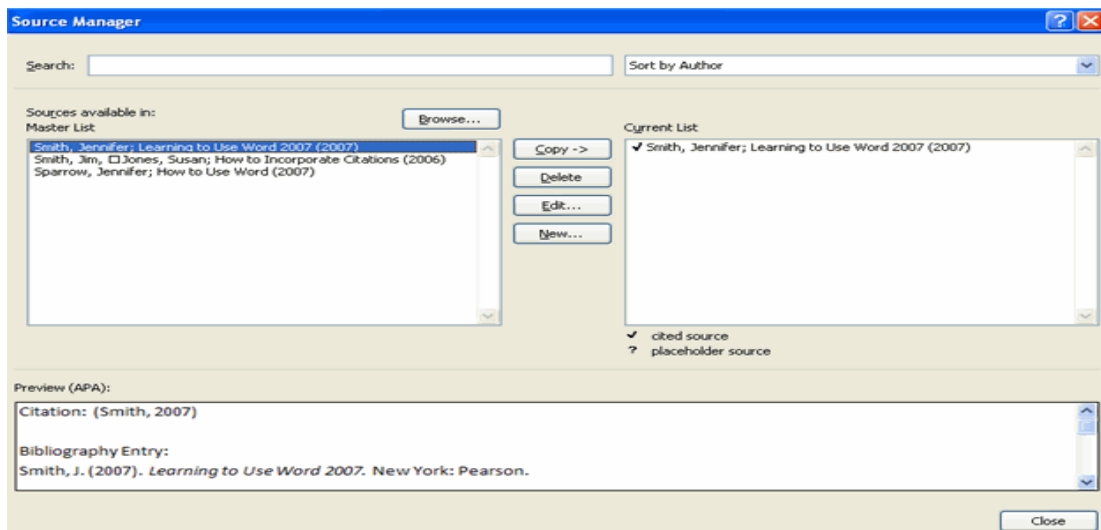 Source Manager
Search:
Sort by Author
Sources available in:
Master List
Browse...
Smith, Jennifer; Learning to Use Word 2007 (2007)
Smith, Jim, □Jones, Susan; How to Incorporate Citations (2006)
Sparrow, Jennifer; How to Use Word (2007)
Copy ->
Delete
Edit...
New...
Current List
✓ Smith, Jennifer; Learning to Use Word 2007 (2007)
✓ cited source
? placeholder source
Preview (APA):
Citation: (Smith, 2007)
Bibliography Entry:
Smith, J. (2007). Learning to Use Word 2007. New York: Pearson.
Close